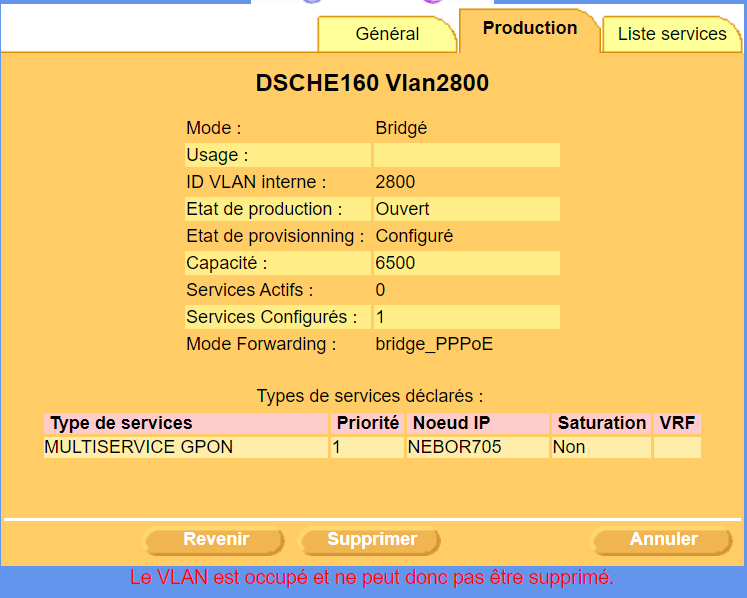 Général
Production
Liste services
DSCHE160 Vlan2800
Mode : Bridgé
Usage :
ID VLAN interne : 2800
Etat de production : Ouvert
Etat de provisionning : Configuré
Capacité : 6500
Services Actifs : 0
Services Configurés : 1
Mode Forwarding : bridge_PPPoE
Types de services déclarés :
Type de services Priorité Noeud IP Saturation VRF
MULTISERVICE GPON 1 NEBOR705 Non
Revenir Supprimer Annuler
Le VLAN est occupé et ne peut donc pas être supprimé.